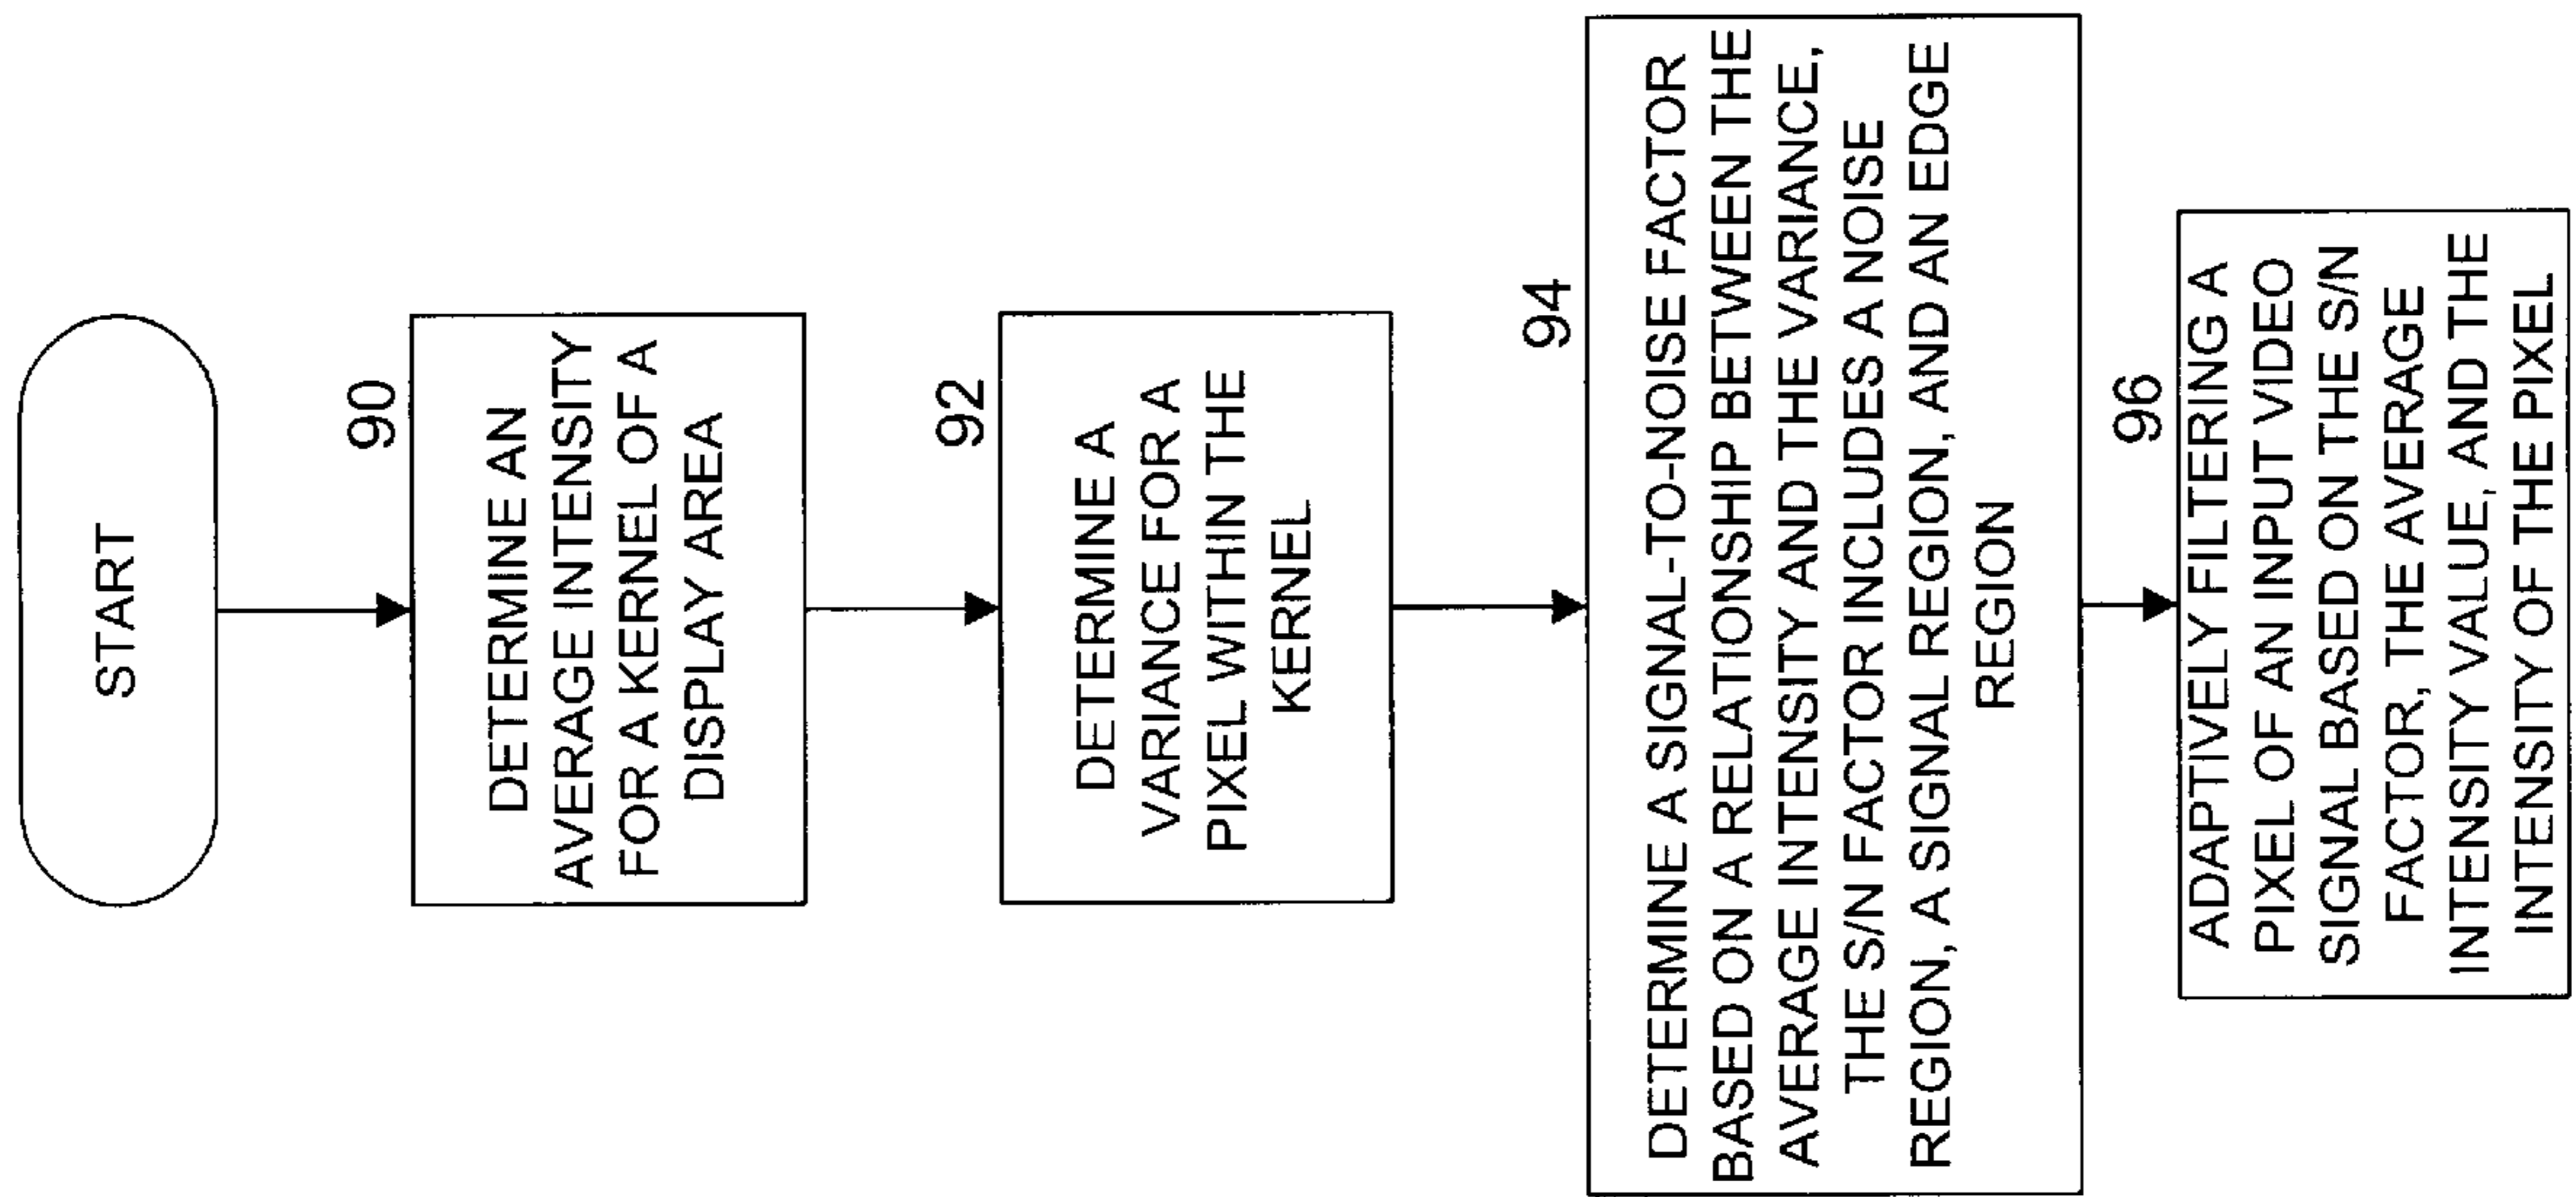 START
90
DETERMINE AN
AVERAGE INTENSITY
FOR A KERNEL OF A
DISPLAY AREA
92
DETERMINE A
VARIANCE FOR A
PIXEL WITHIN THE
KERNEL
94
DETERMINE A SIGNAL-TO-NOISE FACTOR
BASED ON A RELATIONSHIP BETWEEN THE
AVERAGE INTENSITY AND THE VARIANCE,
THE S/N FACTOR INCLUDES A NOISE
REGION, A SIGNAL REGION, AND AN EDGE
REGION
96
ADAPTIVELY FILTERING A
PIXEL OF AN INPUT VIDEO
SIGNAL BASED ON THE S/N
FACTOR, THE AVERAGE
INTENSITY VALUE, AND THE
INTENSITY OF THE PIXEL